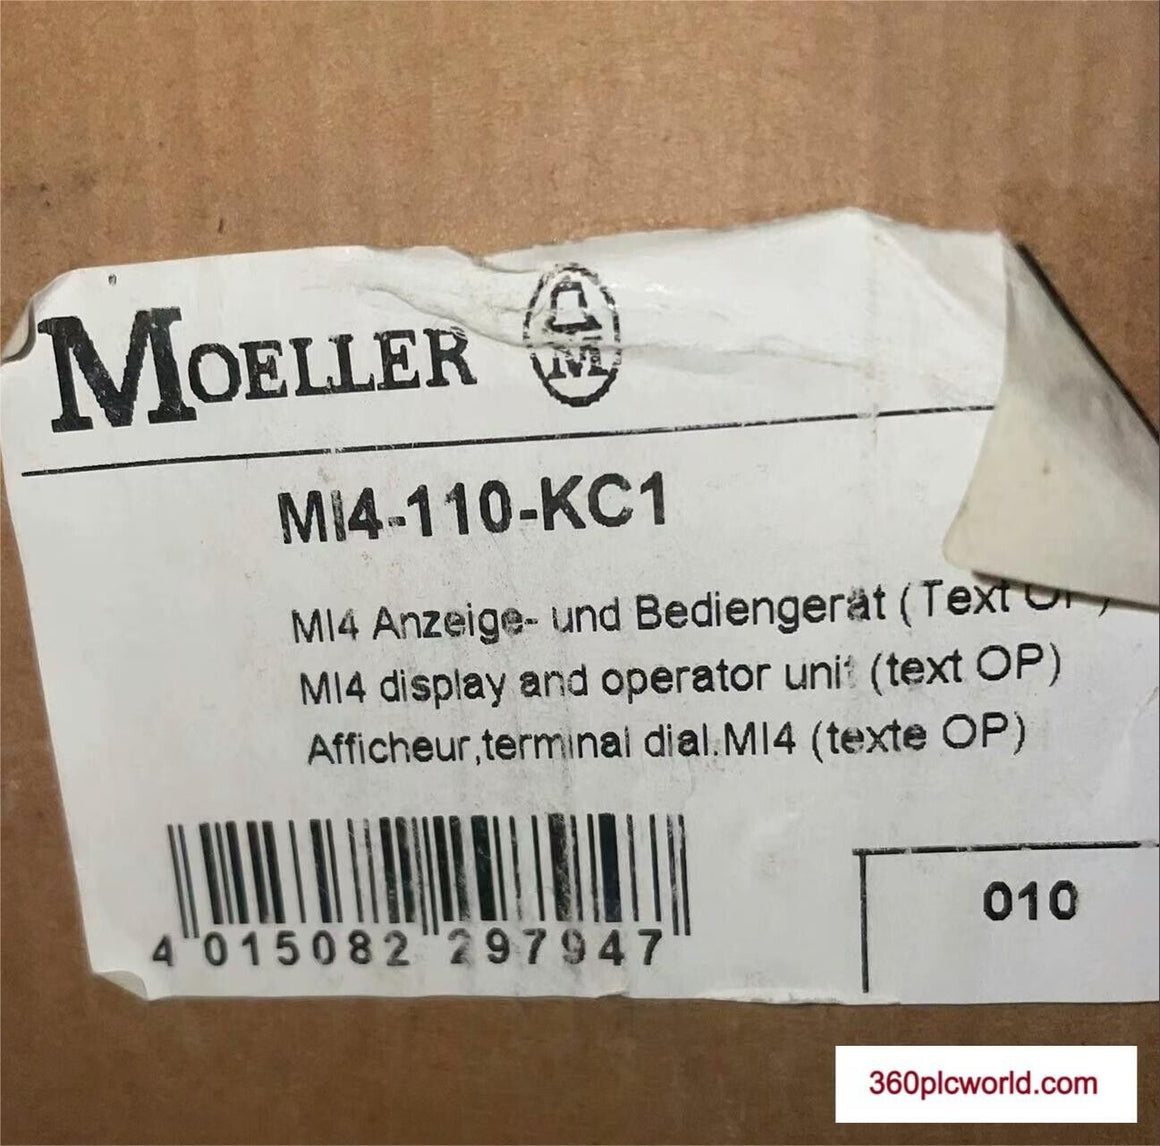 MOELLER
M
MI4-110-KC1
MI4 Anzeige- und Bediengerät (Text
MI4 display and operator unit (text OP)
Afficheur,terminal dial.MI4 (texte OP)
4 015082 297947
010
360plcworld.com